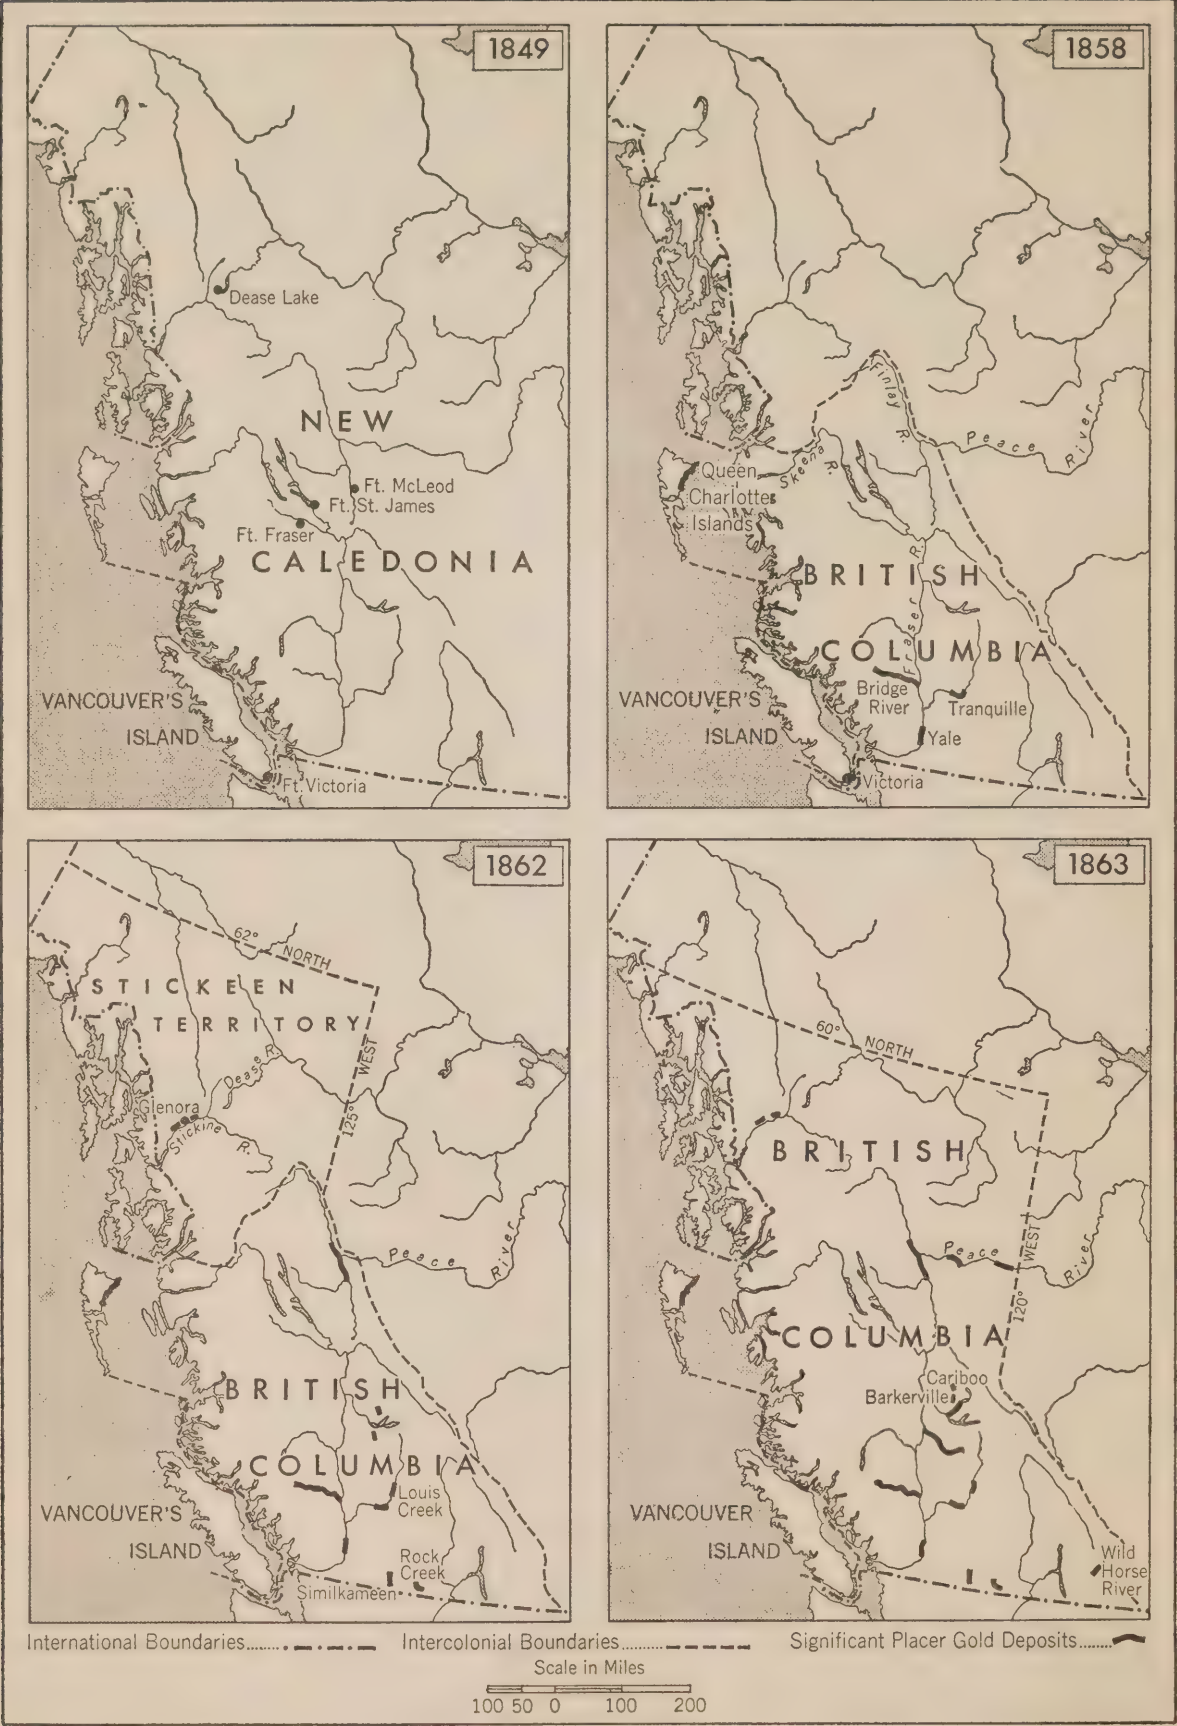 1849
Dease Lake
NEW
Ft. McLeod
Ft. St. James
Ft. Fraser
CALEDONIA
VANCOUVER'S
ISLAND
Ft. Victoria
1858
Finlay R.
Peace River
Skeena R.
Queen
Charlotte
Islands
BRITISH
Fraser R.
COLUMBIA
Bridge
River
Tranquille
VANCOUVER'S
ISLAND
Yale
Victoria
1862
62° NORTH
STICKEEN
TERRITORY
125° WEST
Dease R.
Glenora
Stickine R.
Peace River
BRITISH
COLUMBIA
Louis
Creek
VANCOUVER'S
ISLAND
Rock
Creek
Similkameen
1863
60° NORTH
BRITISH
120° WEST
Peace River
COLUMBIA
Cariboo
Barkerville
VANCOUVER
ISLAND
Wild
Horse
River
International Boundaries........ Intercolonial Boundaries.......... Significant Placer Gold Deposits........
Scale in Miles
100 50 0 100 200